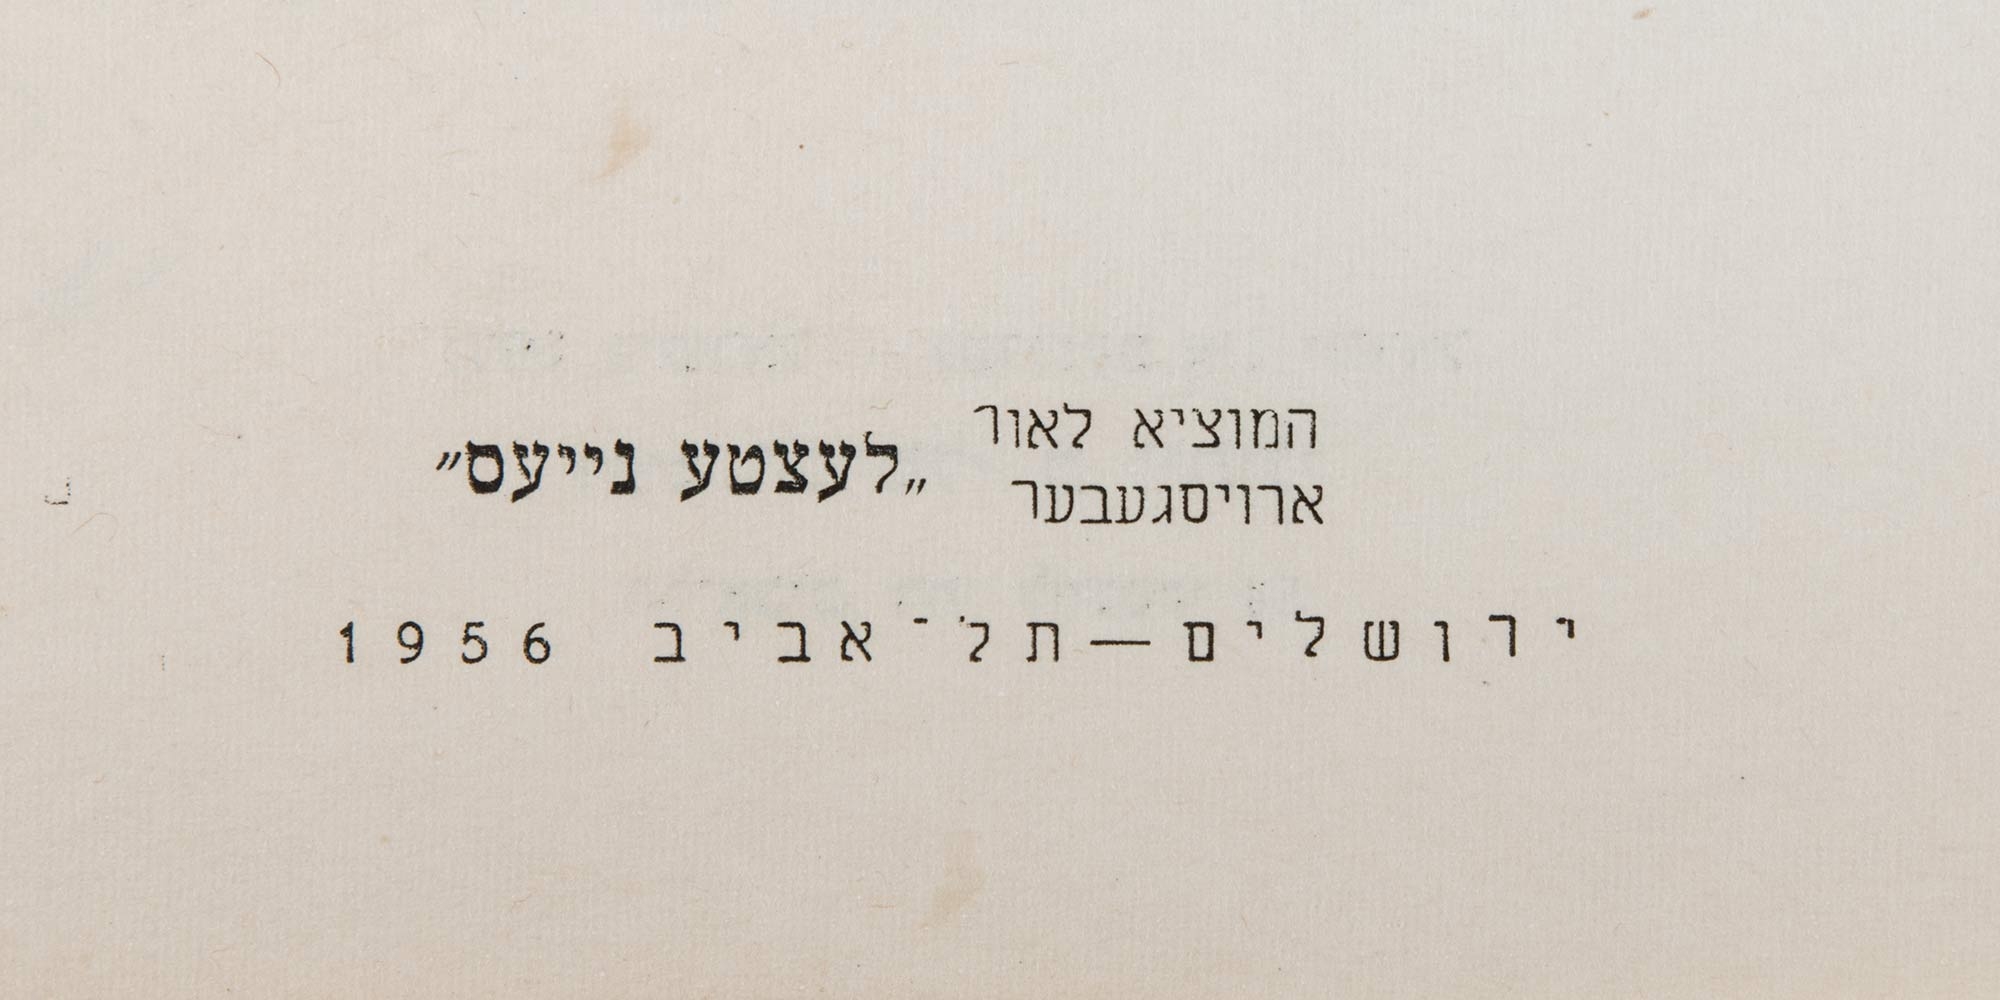 המוציא לאור
ארויסגעבער
„לעצטע נייעס”
ירושלים — תל־אביב 1956